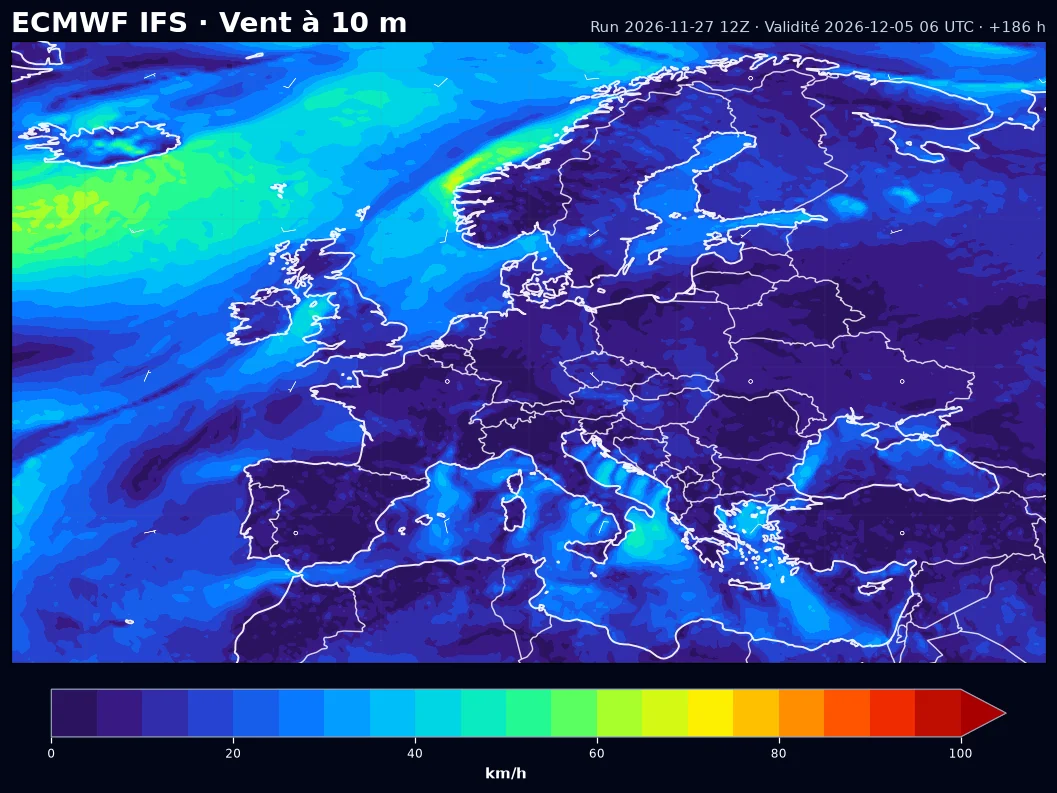 ECMWF IFS · Vent à 10 m
Run 2026-11-27 12Z · Validité 2026-12-05 06 UTC · +186 h
0 20 40 60 80 100
km/h